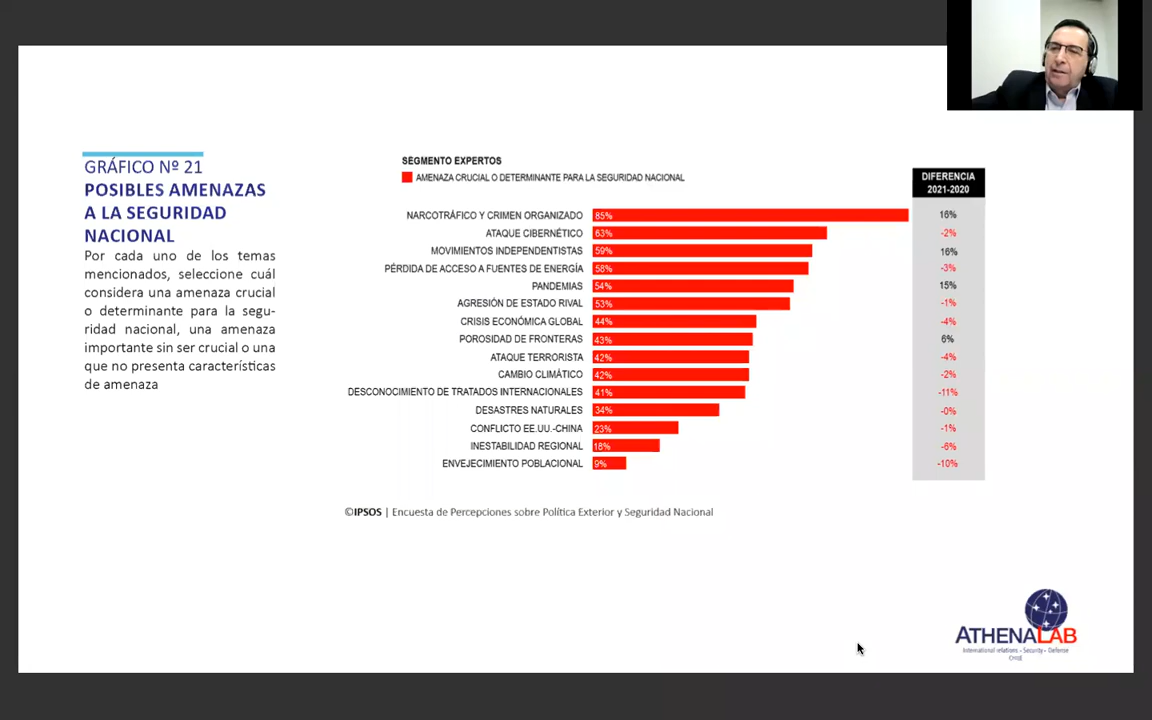 GRÁFICO Nº 21
POSIBLES AMENAZAS
A LA SEGURIDAD
NACIONAL
Por cada uno de los temas
mencionados, seleccione cuál
considera una amenaza crucial
o determinante para la segu-
ridad nacional, una amenaza
importante sin ser crucial o una
que no presenta características
de amenaza
SEGMENTO EXPERTOS
AMENAZA CRUCIAL O DETERMINANTE PARA LA SEGURIDAD NACIONAL
DIFERENCIA
2021-2020
NARCOTRÁFICO Y CRIMEN ORGANIZADO 85% 16%
ATAQUE CIBERNÉTICO 63% -2%
MOVIMIENTOS INDEPENDENTISTAS 59% 16%
PÉRDIDA DE ACCESO A FUENTES DE ENERGÍA 58% -3%
PANDEMIAS 54% 15%
AGRESIÓN DE ESTADO RIVAL 53% -1%
CRISIS ECONÓMICA GLOBAL 44% -4%
POROSIDAD DE FRONTERAS 43% 6%
ATAQUE TERRORISTA 42% -4%
CAMBIO CLIMÁTICO 42% -2%
DESCONOCIMIENTO DE TRATADOS INTERNACIONALES 41% -11%
DESASTRES NATURALES 34% -0%
CONFLICTO EE.UU.-CHINA 23% -1%
INESTABILIDAD REGIONAL 18% -6%
ENVEJECIMIENTO POBLACIONAL 9% -10%
©IPSOS | Encuesta de Percepciones sobre Política Exterior y Seguridad Nacional
ATHENALAB
International relations - Security - Defense
CHILE